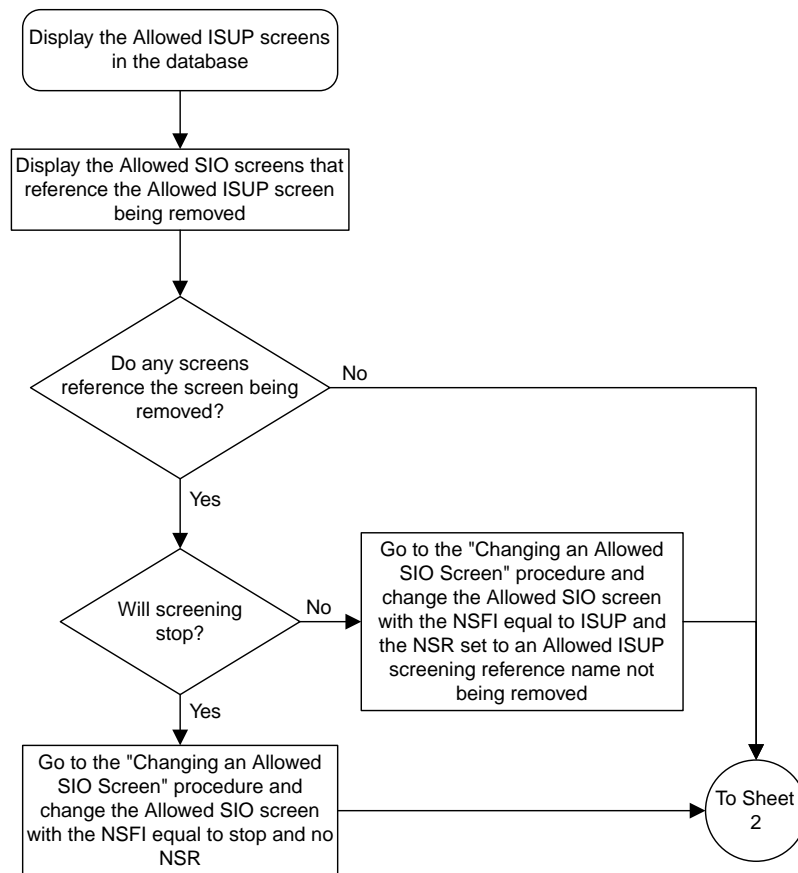 Display the Allowed ISUP screens
in the database
Display the Allowed SIO screens that
reference the Allowed ISUP screen
being removed
Do any screens
reference the screen being
removed?
No
Yes
Will screening
stop?
No
Go to the "Changing an Allowed
SIO Screen" procedure and
change the Allowed SIO screen
with the NSFI equal to ISUP and
the NSR set to an Allowed ISUP
screening reference name not
being removed
Yes
Go to the "Changing an Allowed
SIO Screen" procedure and
change the Allowed SIO screen
with the NSFI equal to stop and no
NSR
To Sheet
2